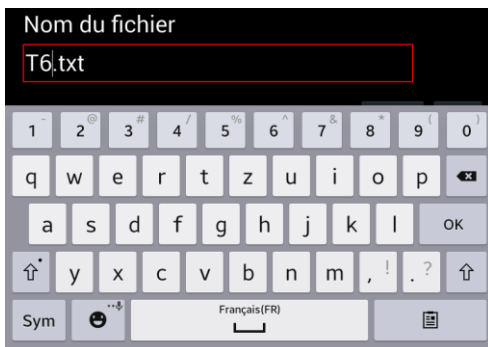 Nom du fichier
T6.txt
1 - 2 @ 3 # 4 / 5 % 6 ^ 7 & 8 * 9 ( 0 )
q w e r t z u i o p
a s d f g h j k l OK
y x c v b n m , ! . ?
Sym Français(FR)